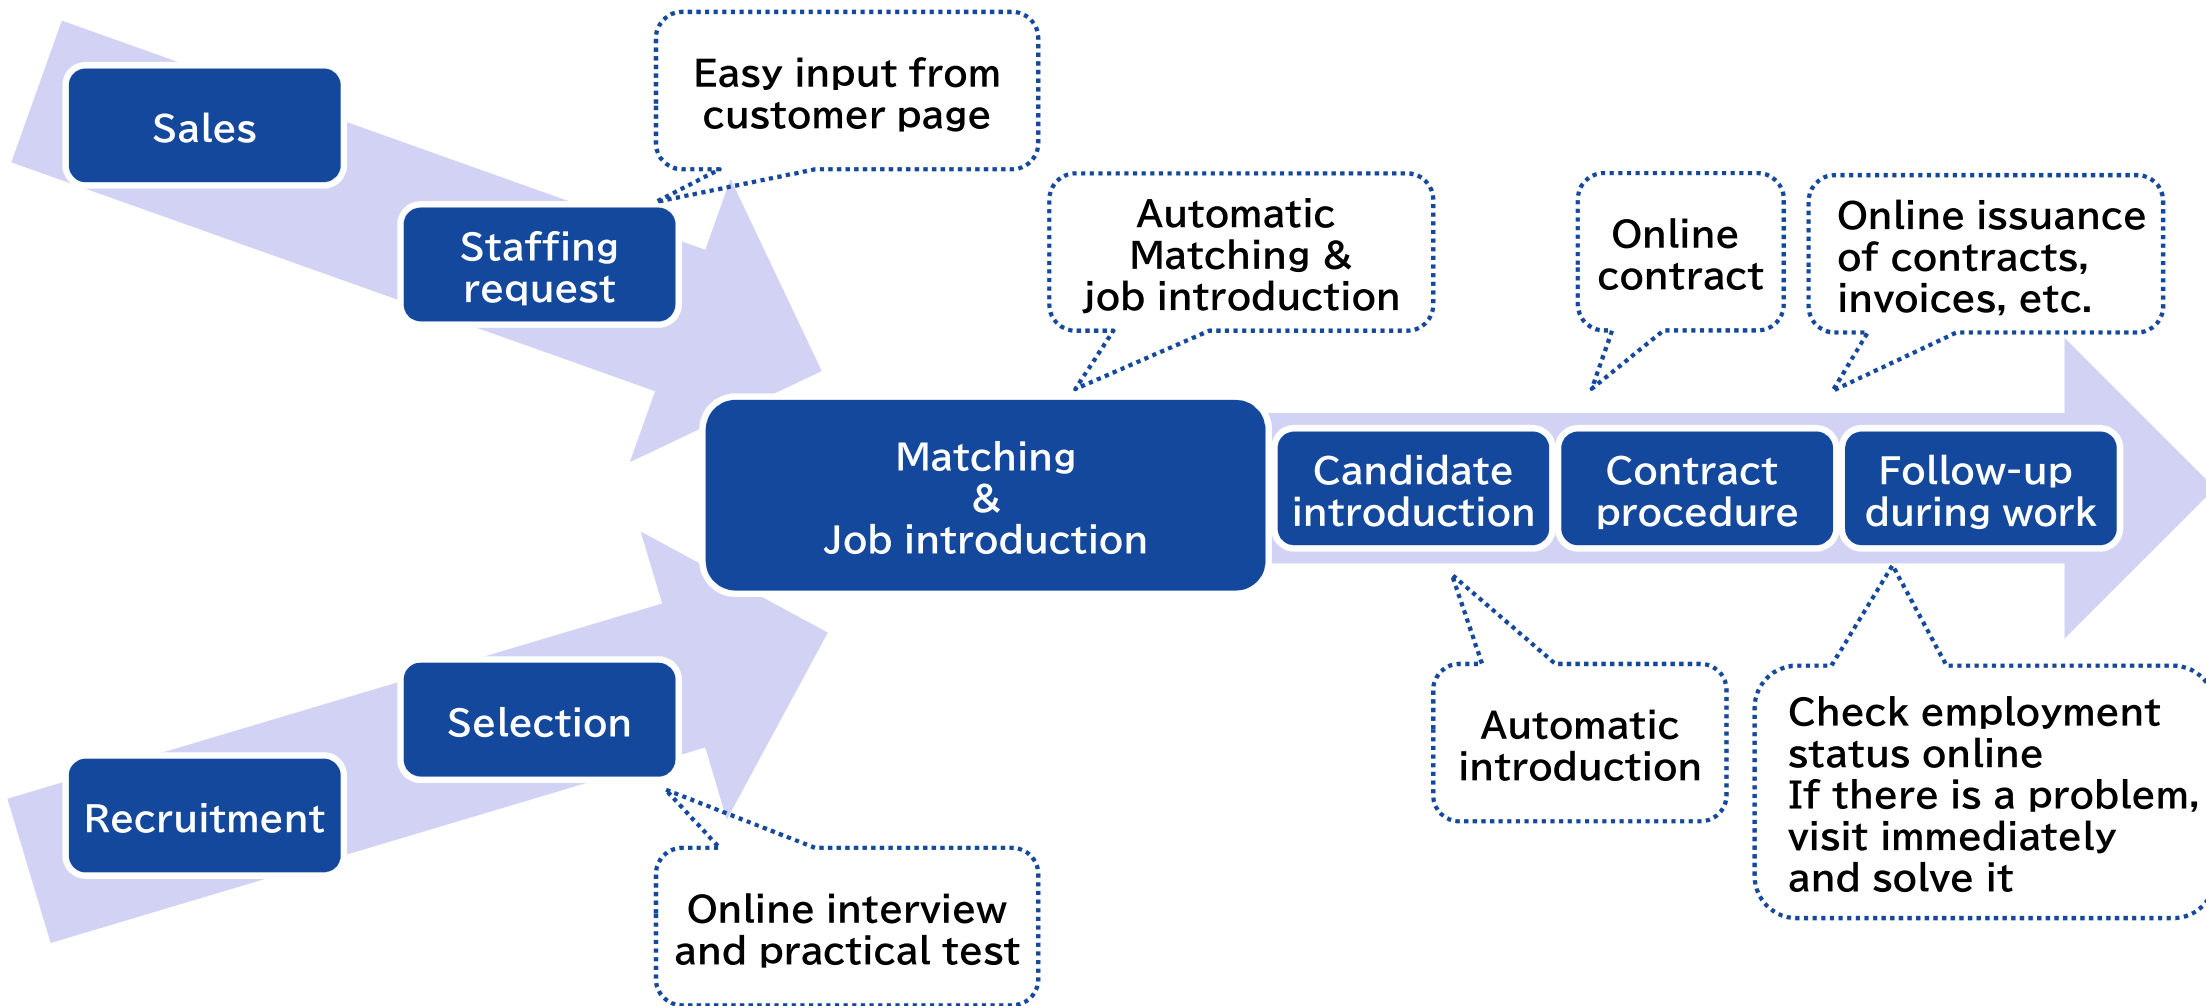 Sales
Easy input from
customer page
Staffing
request
Automatic
Matching &
job introduction
Online
contract
Online issuance
of contracts,
invoices, etc.
Matching
&
Job introduction
Candidate
introduction
Contract
procedure
Follow-up
during work
Recruitment
Selection
Online interview
and practical test
Automatic
introduction
Check employment
status online
If there is a problem,
visit immediately
and solve it